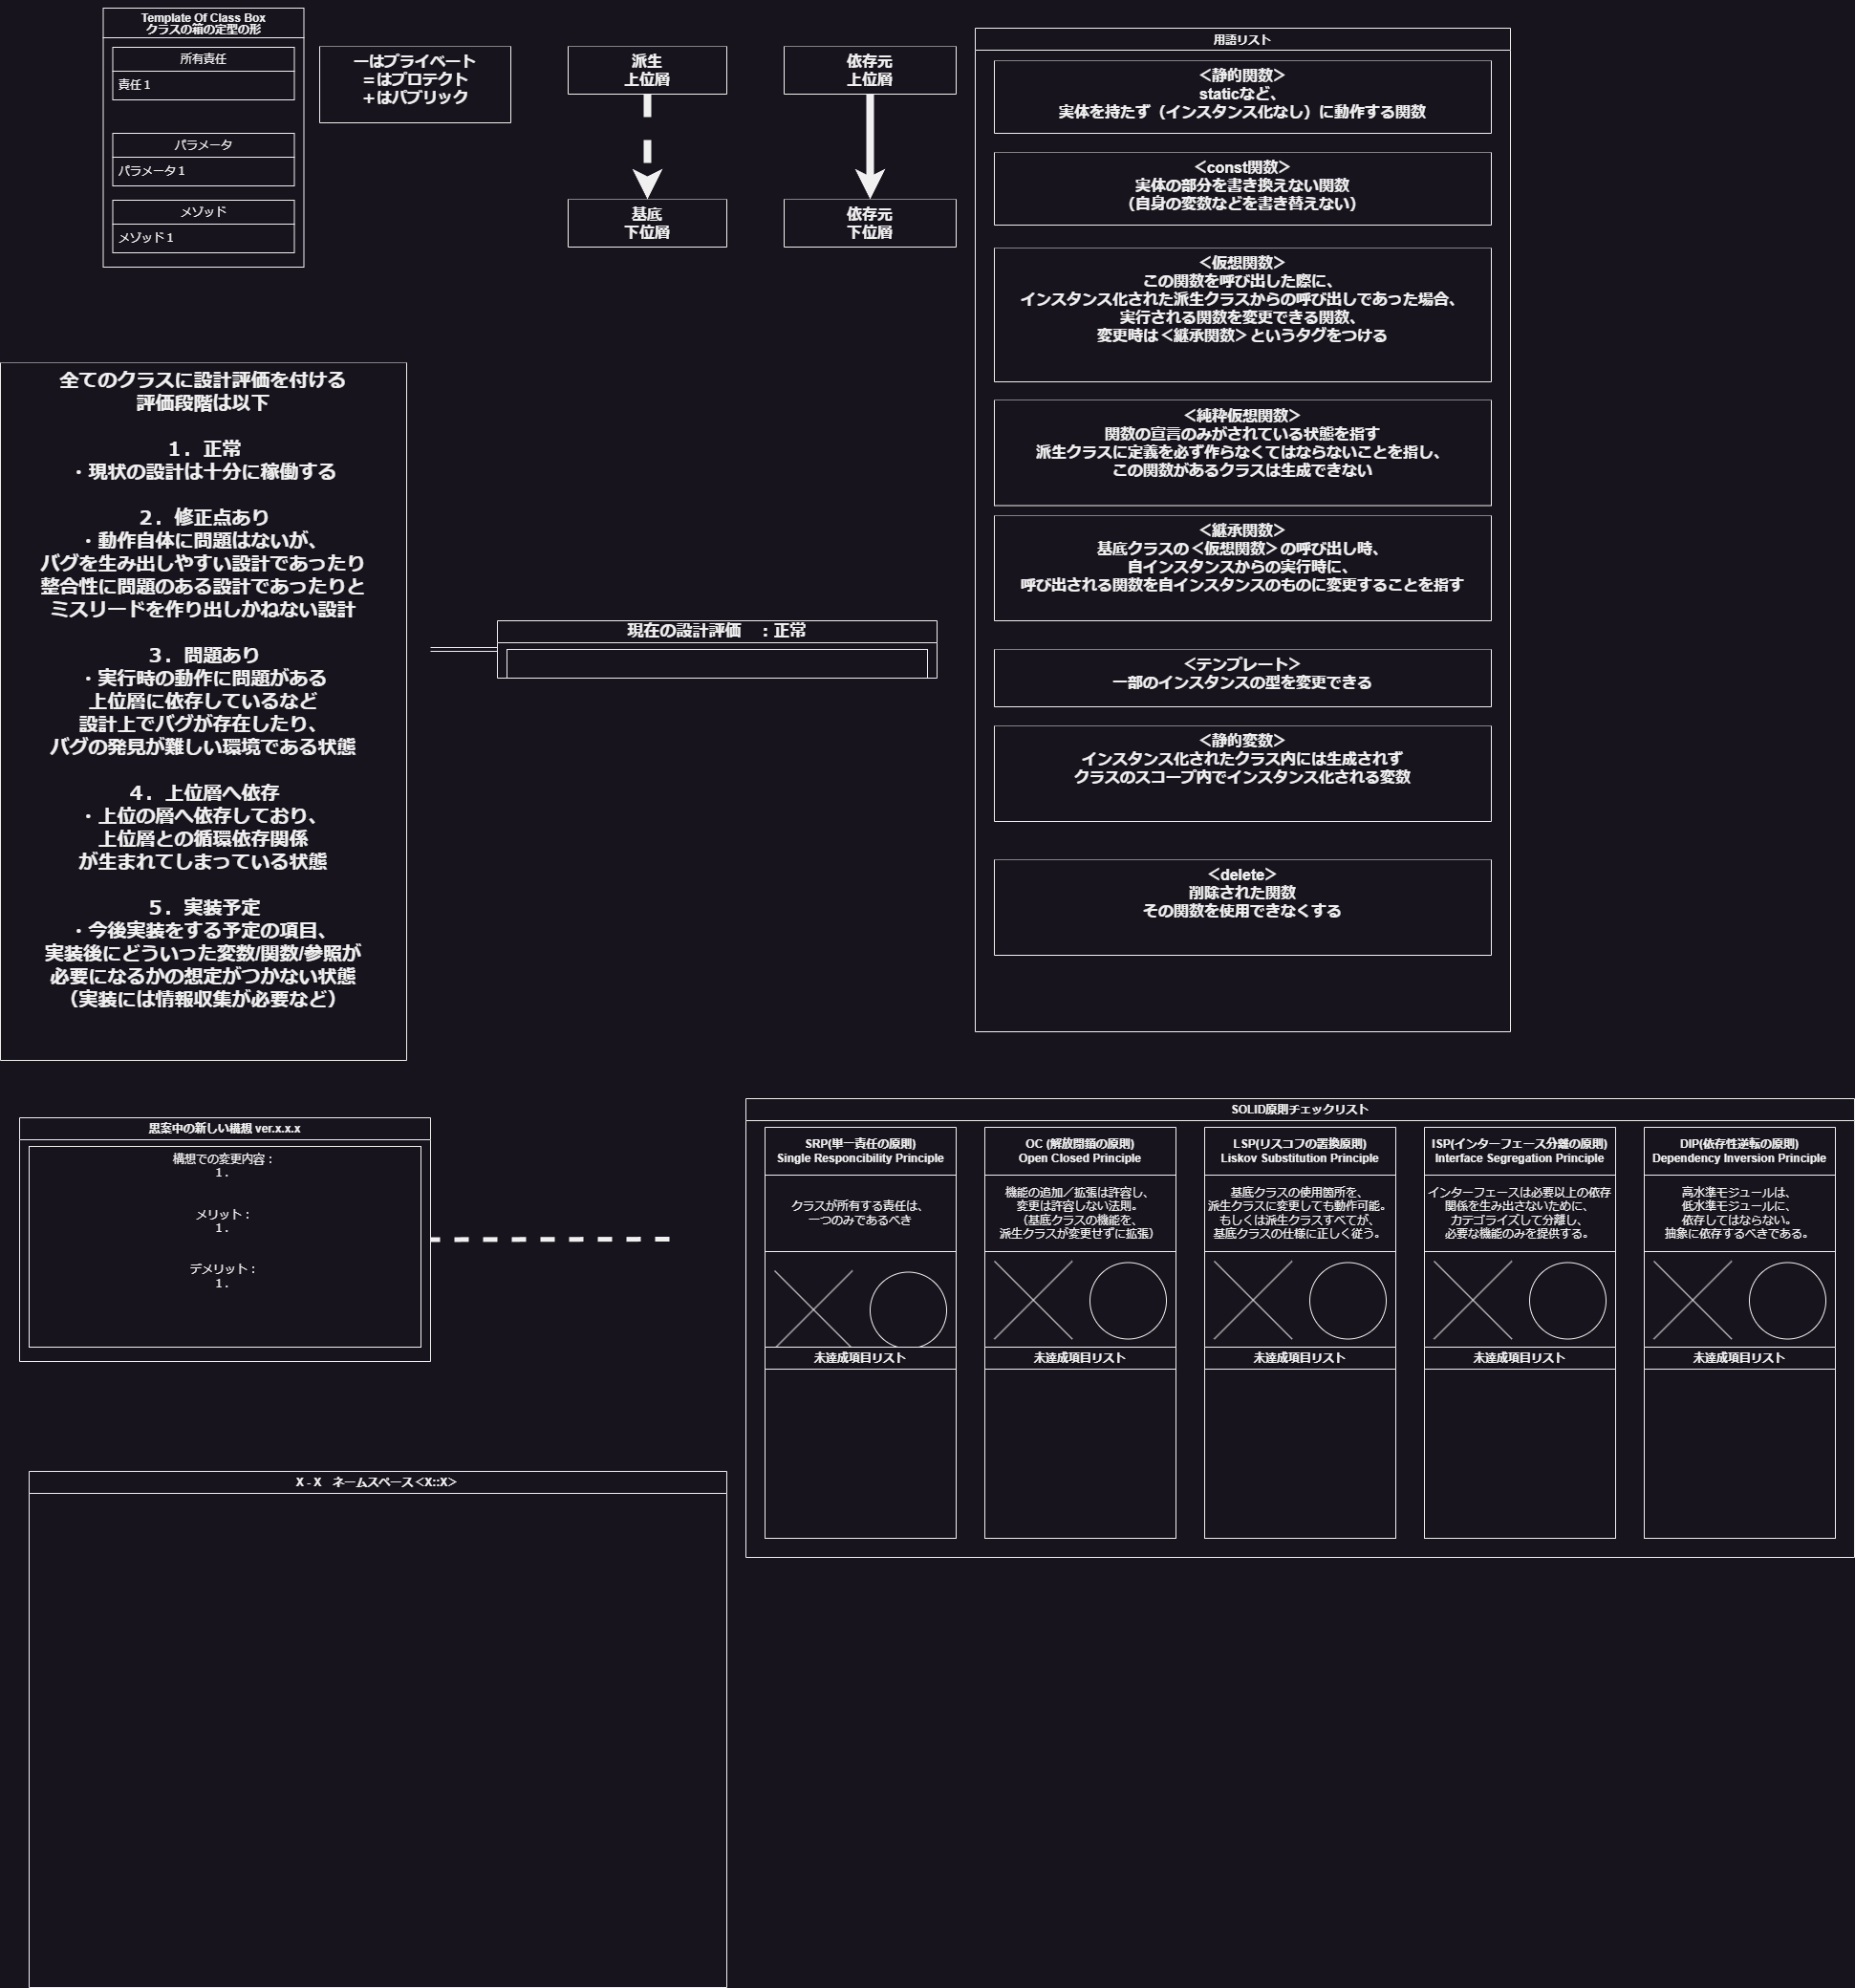 Template Of Class Box
クラスの箱の定型の形
所有責任
責任１
パラメータ
パラメータ１
メゾッド
メゾッド１
ーはプライベート
＝はプロテクト
＋はパブリック
派生
上位層
基底
下位層
依存元
上位層
依存元
下位層
用語リスト
＜静的関数＞
staticなど、
実体を持たず（インスタンス化なし）に動作する関数
＜const関数＞
実体の部分を書き換えない関数
（自身の変数などを書き替えない）
＜仮想関数＞
この関数を呼び出した際に、
インスタンス化された派生クラスからの呼び出しであった場合、
実行される関数を変更できる関数、
変更時は＜継承関数＞というタグをつける
＜純粋仮想関数＞
関数の宣言のみがされている状態を指す
派生クラスに定義を必ず作らなくてはならないことを指し、
この関数があるクラスは生成できない
＜継承関数＞
基底クラスの＜仮想関数＞の呼び出し時、
自インスタンスからの実行時に、
呼び出される関数を自インスタンスのものに変更することを指す
＜テンプレート＞
一部のインスタンスの型を変更できる
＜静的変数＞
インスタンス化されたクラス内には生成されず
クラスのスコープ内でインスタンス化される変数
＜delete＞
削除された関数
その関数を使用できなくする
全てのクラスに設計評価を付ける
評価段階は以下
１．正常
・現状の設計は十分に稼働する
２．修正点あり
・動作自体に問題はないが、
バグを生み出しやすい設計であったり
整合性に問題のある設計であったりと
ミスリードを作り出しかねない設計
３．問題あり
・実行時の動作に問題がある
上位層に依存しているなど
設計上でバグが存在したり、
バグの発見が難しい環境である状態
４．上位層へ依存
・上位の層へ依存しており、
上位層との循環依存関係
が生まれてしまっている状態
５．実装予定
・今後実装をする予定の項目、
実装後にどういった変数/関数/参照が
必要になるかの想定がつかない状態
（実装には情報収集が必要など）
現在の設計評価　：正常
思案中の新しい構想 ver.x.x.x
構想での変更内容：
１．
メリット：
１．
デメリット：
１．
SOLID原則チェックリスト
SRP(単一責任の原則)
Single Responcibility Principle
クラスが所有する責任は、
一つのみであるべき
未達成項目リスト
OC (解放閉鎖の原則)
Open Closed Principle
機能の追加／拡張は許容し、
変更は許容しない法則。
（基底クラスの機能を、
派生クラスが変更せずに拡張）
未達成項目リスト
LSP(リスコフの置換原則)
Liskov Substitution Principle
基底クラスの使用箇所を、
派生クラスに変更しても動作可能。
もしくは派生クラスすべてが、
基底クラスの仕様に正しく従う。
未達成項目リスト
ISP(インターフェース分離の原則)
Interface Segregation Principle
インターフェースは必要以上の依存
関係を生み出さないために、
カテゴライズして分離し、
必要な機能のみを提供する。
未達成項目リスト
DIP(依存性逆転の原則)
Dependency Inversion Principle
高水準モジュールは、
低水準モジュールに、
依存してはならない。
抽象に依存するべきである。
未達成項目リスト
X - X　ネームスペース＜X::X＞